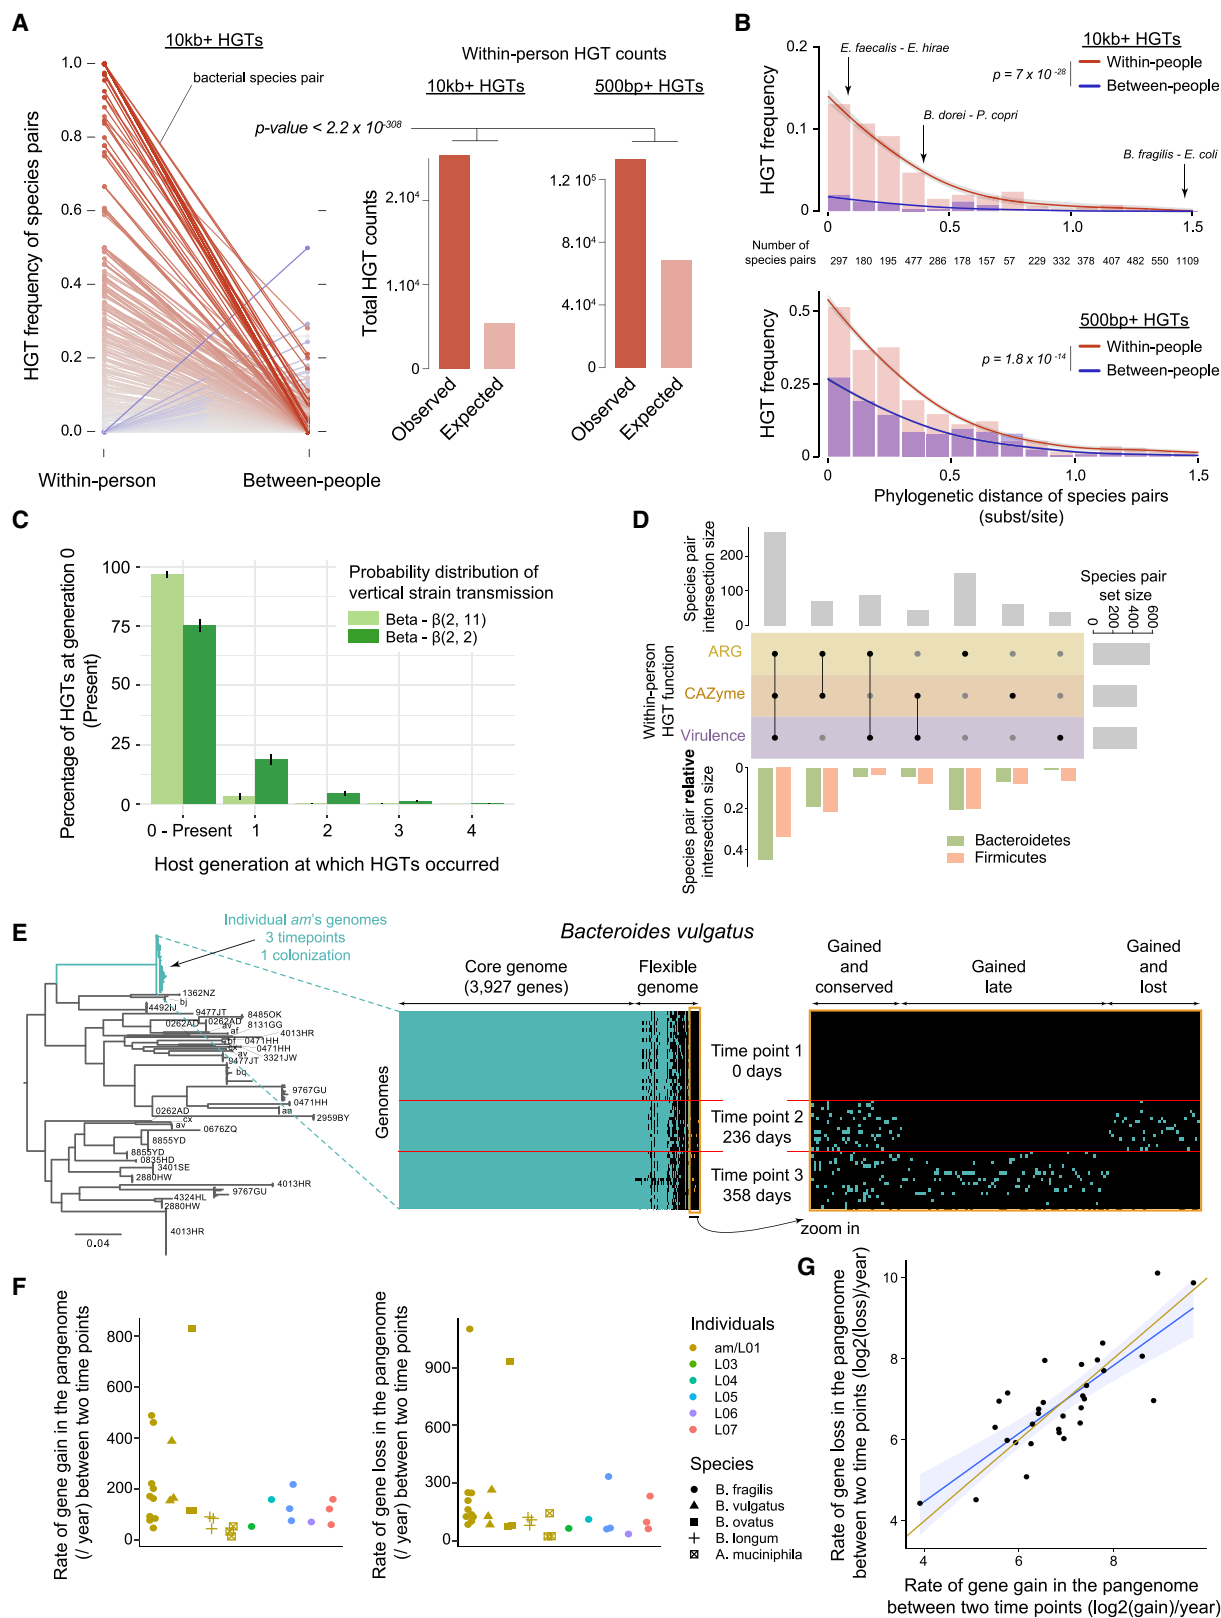 A
10kb+ HGTs
bacterial species pair
HGT frequency of species pairs
1.0
0.8
0.6
0.4
0.2
0.0
Within-person
Between-people
Within-person HGT counts
10kb+ HGTs
500bp+ HGTs
p-value < 2.2 x 10-308
Total HGT counts
2.10⁴
1.10⁴
0
1.2 10⁵
8.10⁴
4.10⁴
0
Observed
Expected
Observed
Expected
B
HGT frequency
0.2
0.1
0
E. faecalis - E. hirae
B. dorei - P. copri
B. fragilis - E. coli
10kb+ HGTs
p = 7 x 10 -28
Within-people
Between-people
0
0.5
1.0
1.5
Number of
species pairs
297 180 195 477 286 178 157 57 229 332 378 407 482 550 1109
HGT frequency
0.5
0.25
0
500bp+ HGTs
p = 1.8 x 10 -14
Within-people
Between-people
0
0.5
1.0
1.5
Phylogenetic distance of species pairs
(subst/site)
C
Percentage of HGTs at generation 0
(Present)
100
75
50
25
0
Probability distribution of
vertical strain transmission
Beta - β(2, 11)
Beta - β(2, 2)
0 - Present
1
2
3
4
Host generation at which HGTs occurred
D
Species pair
intersection size
200
100
0
Species pair
set size
0
200
400
600
Within-person
HGT function
ARG
CAZyme
Virulence
Species pair relative
intersection size
0
0.2
0.4
Bacteroidetes
Firmicutes
E
Individual am's genomes
3 timepoints
1 colonization
1362NZ
bj
4492IJ
9477JT
8485OK
0262AD
0262AD
av
8131GG
af
4013HR
bf
0471HH
cx
0471HH
av
3321JW
9477JT
bq
9767GU
0471HH
aa
0262AD
2959BY
cx
av
0676ZQ
8855YD
8855YD
0835HD
3401SE
2880HW
4013HR
9767GU
4324HL
2880HW
4013HR
0.04
Bacteroides vulgatus
Core genome
(3,927 genes)
Flexible
genome
Genomes
Time point 1
0 days
Time point 2
236 days
Time point 3
358 days
zoom in
Gained
and
conserved
Gained
late
Gained
and
lost
F
Rate of gene gain in the pangenome
(/ year) between two time points
800
600
400
200
0
Rate of gene loss in the pangenome
(/ year) between two time points
900
600
300
0
Individuals
am/L01
L03
L04
L05
L06
L07
Species
B. fragilis
B. vulgatus
B. ovatus
B. longum
A. muciniphila
G
Rate of gene loss in the pangenome
between two time points (log2(loss)/year)
10
8
6
4
4
6
8
Rate of gene gain in the pangenome
between two time points (log2(gain)/year)